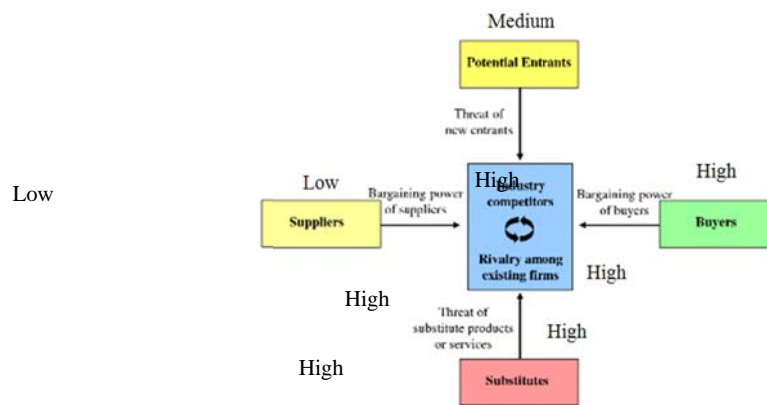 Medium
Potential Entrants
Threat of
new entrants
Low
Low
Suppliers
Bargaining power
of suppliers
High
Industry
competitors
Rivalry among
existing firms
High
Bargaining power
of buyers
Buyers
High
High
Threat of
substitute products
or services
High
High
Substitutes